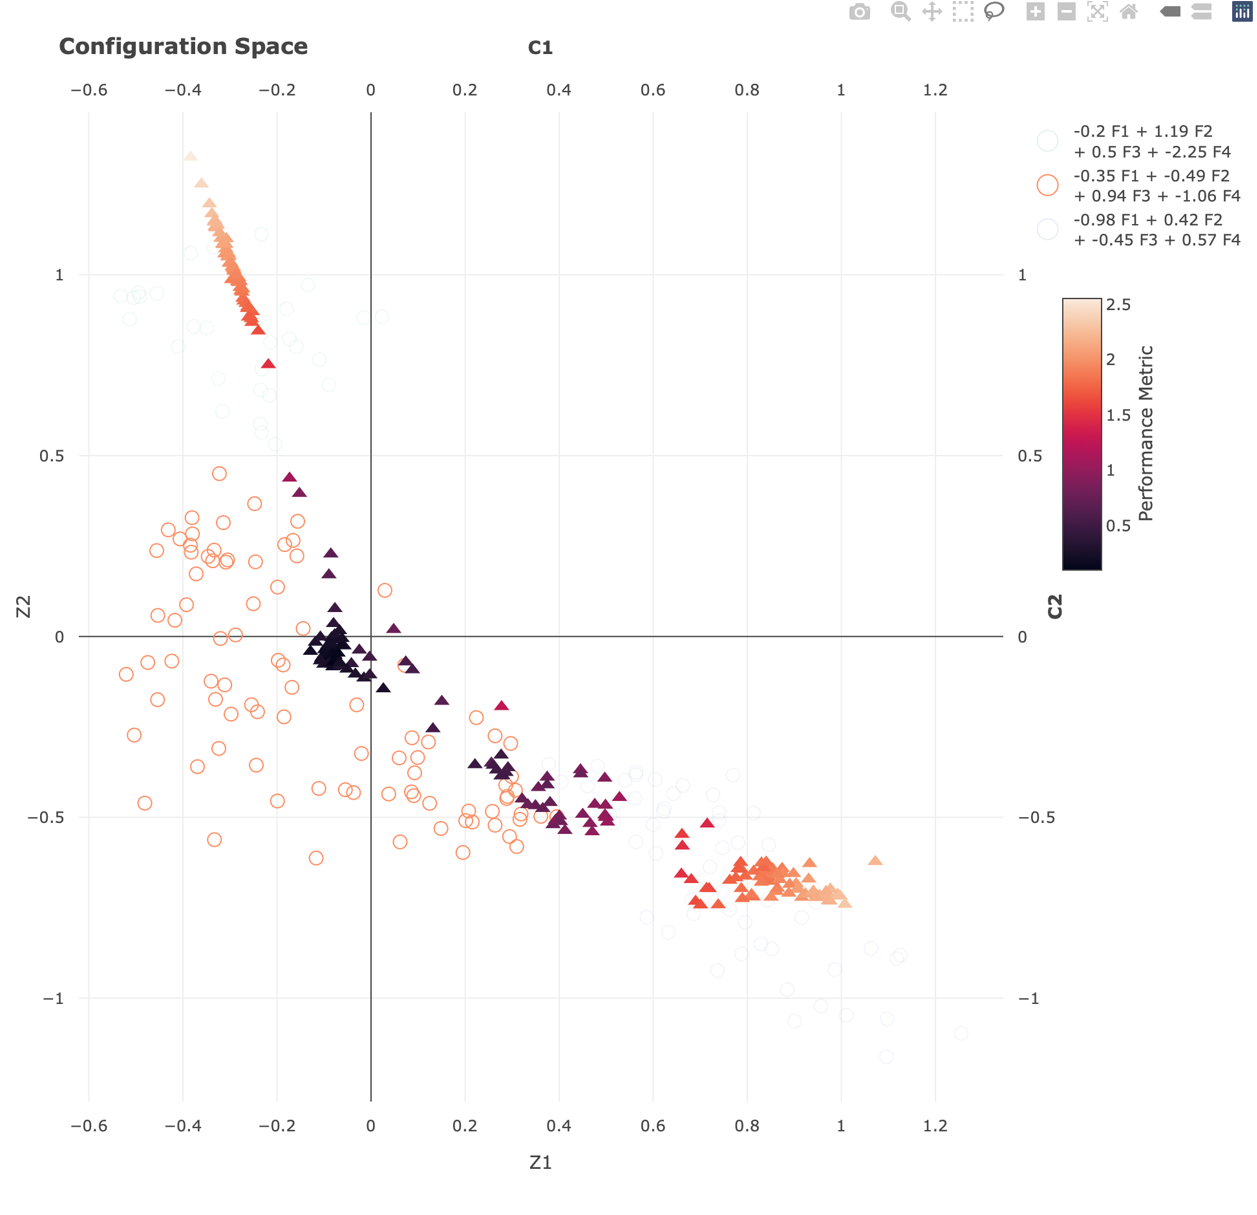 Configuration Space
C1
−0.6 −0.4 −0.2 0 0.2 0.4 0.6 0.8 1 1.2
-0.2 F1 + 1.19 F2
+ 0.5 F3 + -2.25 F4
-0.35 F1 + -0.49 F2
+ 0.94 F3 + -1.06 F4
-0.98 F1 + 0.42 F2
+ -0.45 F3 + 0.57 F4
1
0.5
0
−0.5
−1
Z2
1
0.5
0
−0.5
−1
C2
2.5
2
1.5
1
0.5
Performance Metric
−0.6 −0.4 −0.2 0 0.2 0.4 0.6 0.8 1 1.2
Z1